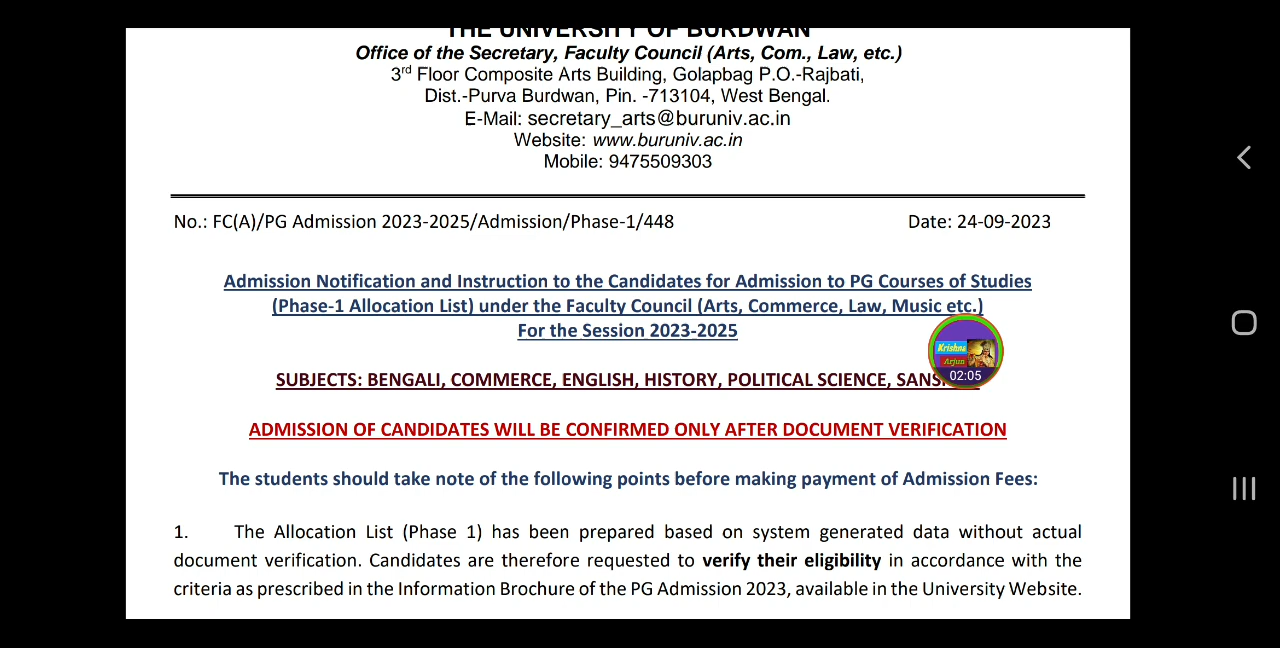 THE UNIVERSITY OF BURDWAN
Office of the Secretary, Faculty Council (Arts, Com., Law, etc.)
3rd Floor Composite Arts Building, Golapbag P.O.-Rajbati,
Dist.-Purva Burdwan, Pin. -713104, West Bengal.
E-Mail: secretary_arts@buruniv.ac.in
Website: www.buruniv.ac.in
Mobile: 9475509303
No.: FC(A)/PG Admission 2023-2025/Admission/Phase-1/448 Date: 24-09-2023
Admission Notification and Instruction to the Candidates for Admission to PG Courses of Studies
(Phase-1 Allocation List) under the Faculty Council (Arts, Commerce, Law, Music etc.)
For the Session 2023-2025
Krishna
Arjun
02:05
SUBJECTS: BENGALI, COMMERCE, ENGLISH, HISTORY, POLITICAL SCIENCE,
ADMISSION OF CANDIDATES WILL BE CONFIRMED ONLY AFTER DOCUMENT VERIFICATION
The students should take note of the following points before making payment of Admission Fees:
1. The Allocation List (Phase 1) has been prepared based on system generated data without actual
document verification. Candidates are therefore requested to verify their eligibility in accordance with the
criteria as prescribed in the Information Brochure of the PG Admission 2023, available in the University Website.